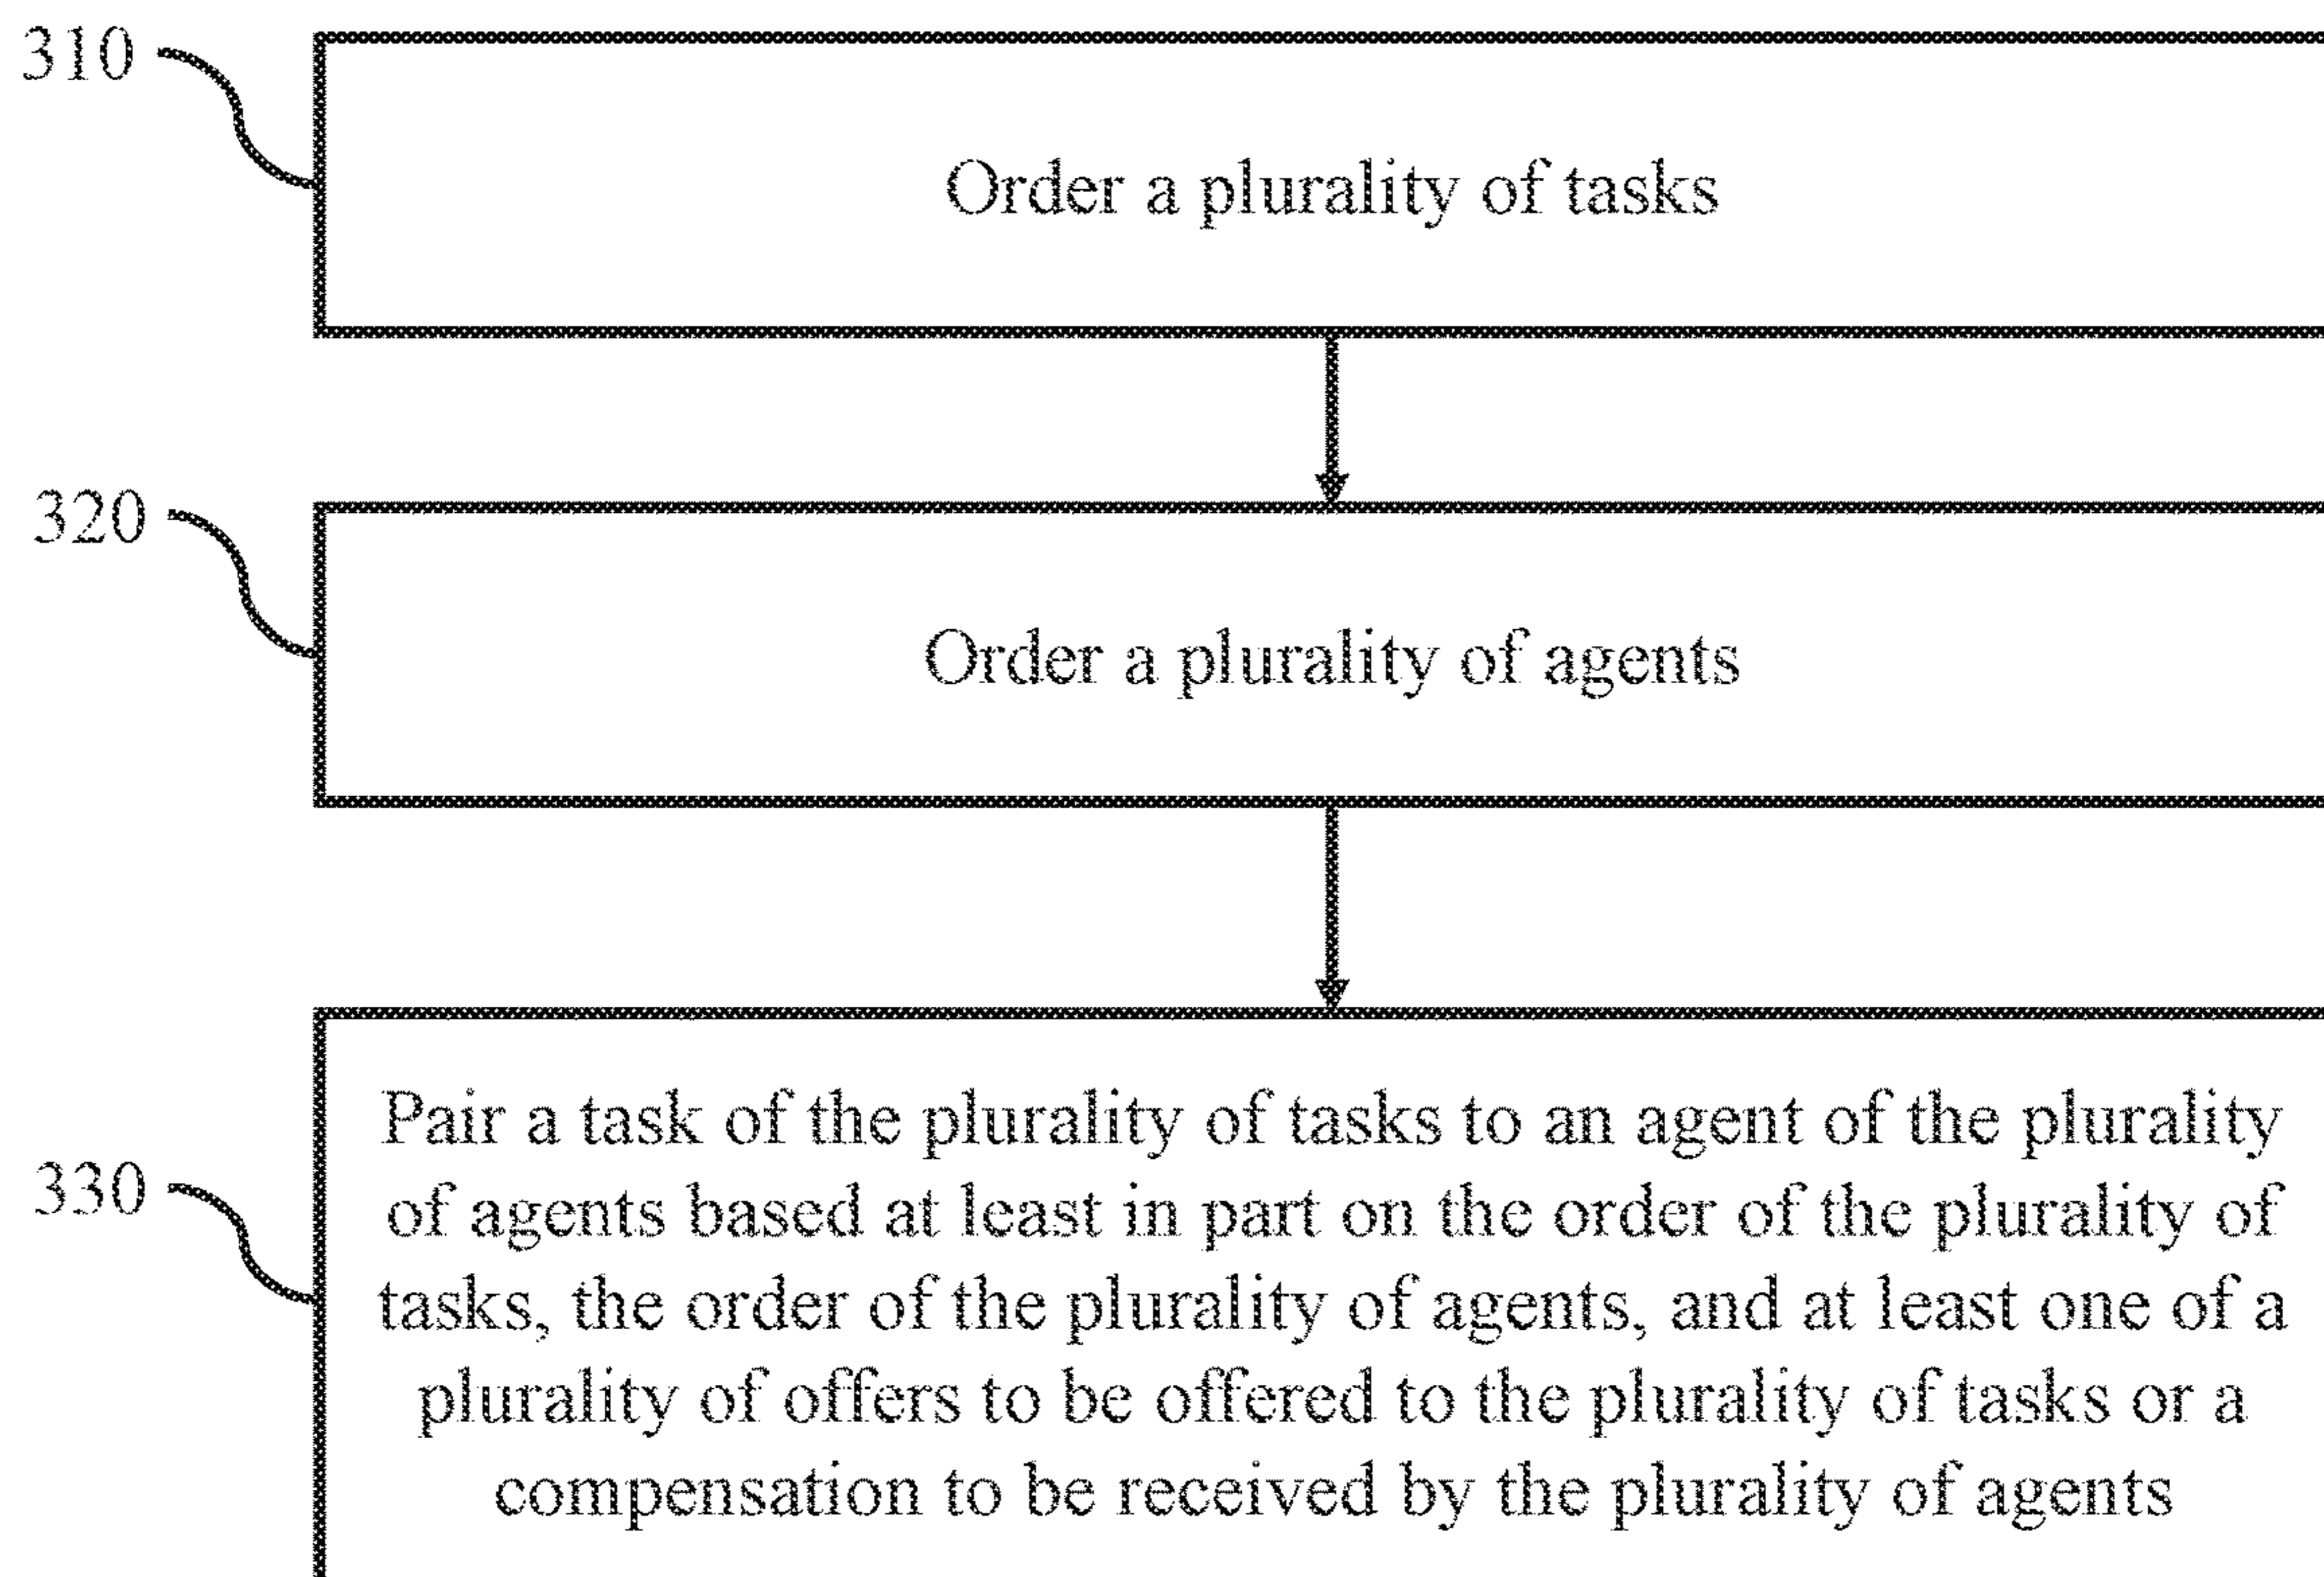 310
Order a plurality of tasks
320
Order a plurality of agents
330
Pair a task of the plurality of tasks to an agent of the plurality
of agents based at least in part on the order of the plurality of
tasks, the order of the plurality of agents, and at least one of a
plurality of offers to be offered to the plurality of tasks or a
compensation to be received by the plurality of agents